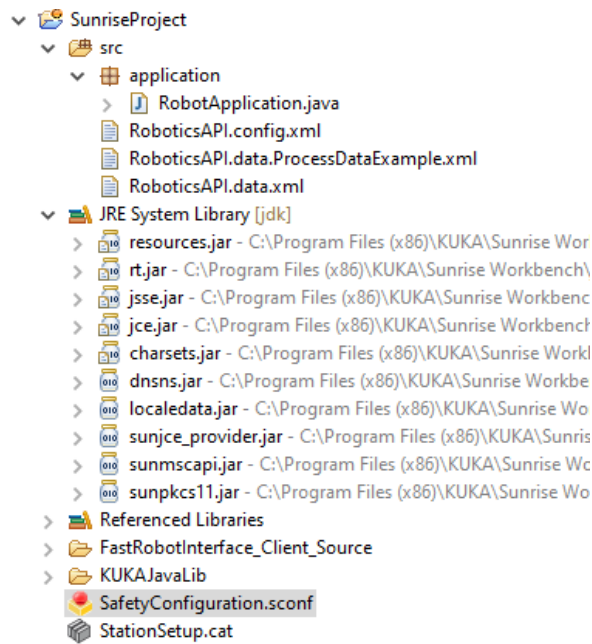 SunriseProject
src
application
RobotApplication.java
RoboticsAPI.config.xml
RoboticsAPI.data.ProcessDataExample.xml
RoboticsAPI.data.xml
JRE System Library [jdk]
resources.jar - C:\Program Files (x86)\KUKA\Sunrise Wor
rt.jar - C:\Program Files (x86)\KUKA\Sunrise Workbench\
jsse.jar - C:\Program Files (x86)\KUKA\Sunrise Workbenc
jce.jar - C:\Program Files (x86)\KUKA\Sunrise Workbench
charsets.jar - C:\Program Files (x86)\KUKA\Sunrise Workl
dnsns.jar - C:\Program Files (x86)\KUKA\Sunrise Workbe
localedata.jar - C:\Program Files (x86)\KUKA\Sunrise Wo
sunjce_provider.jar - C:\Program Files (x86)\KUKA\Sunris
sunmscapi.jar - C:\Program Files (x86)\KUKA\Sunrise Wo
sunpkcs11.jar - C:\Program Files (x86)\KUKA\Sunrise Wo
Referenced Libraries
FastRobotInterface_Client_Source
KUKAJavaLib
SafetyConfiguration.sconf
StationSetup.cat